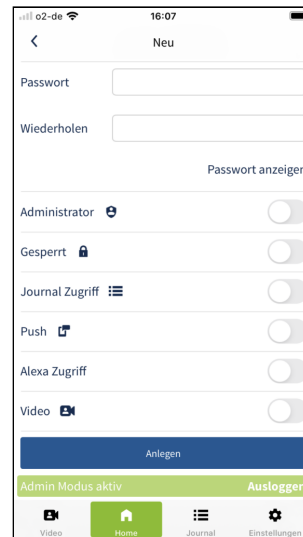 o2-de 16:07
Neu
Passwort
Wiederholen
Passwort anzeigen
Administrator
Gesperrt
Journal Zugriff
Push
Alexa Zugriff
Video
Anlegen
Admin Modus aktiv Ausloggen
Video Home Journal Einstellungen